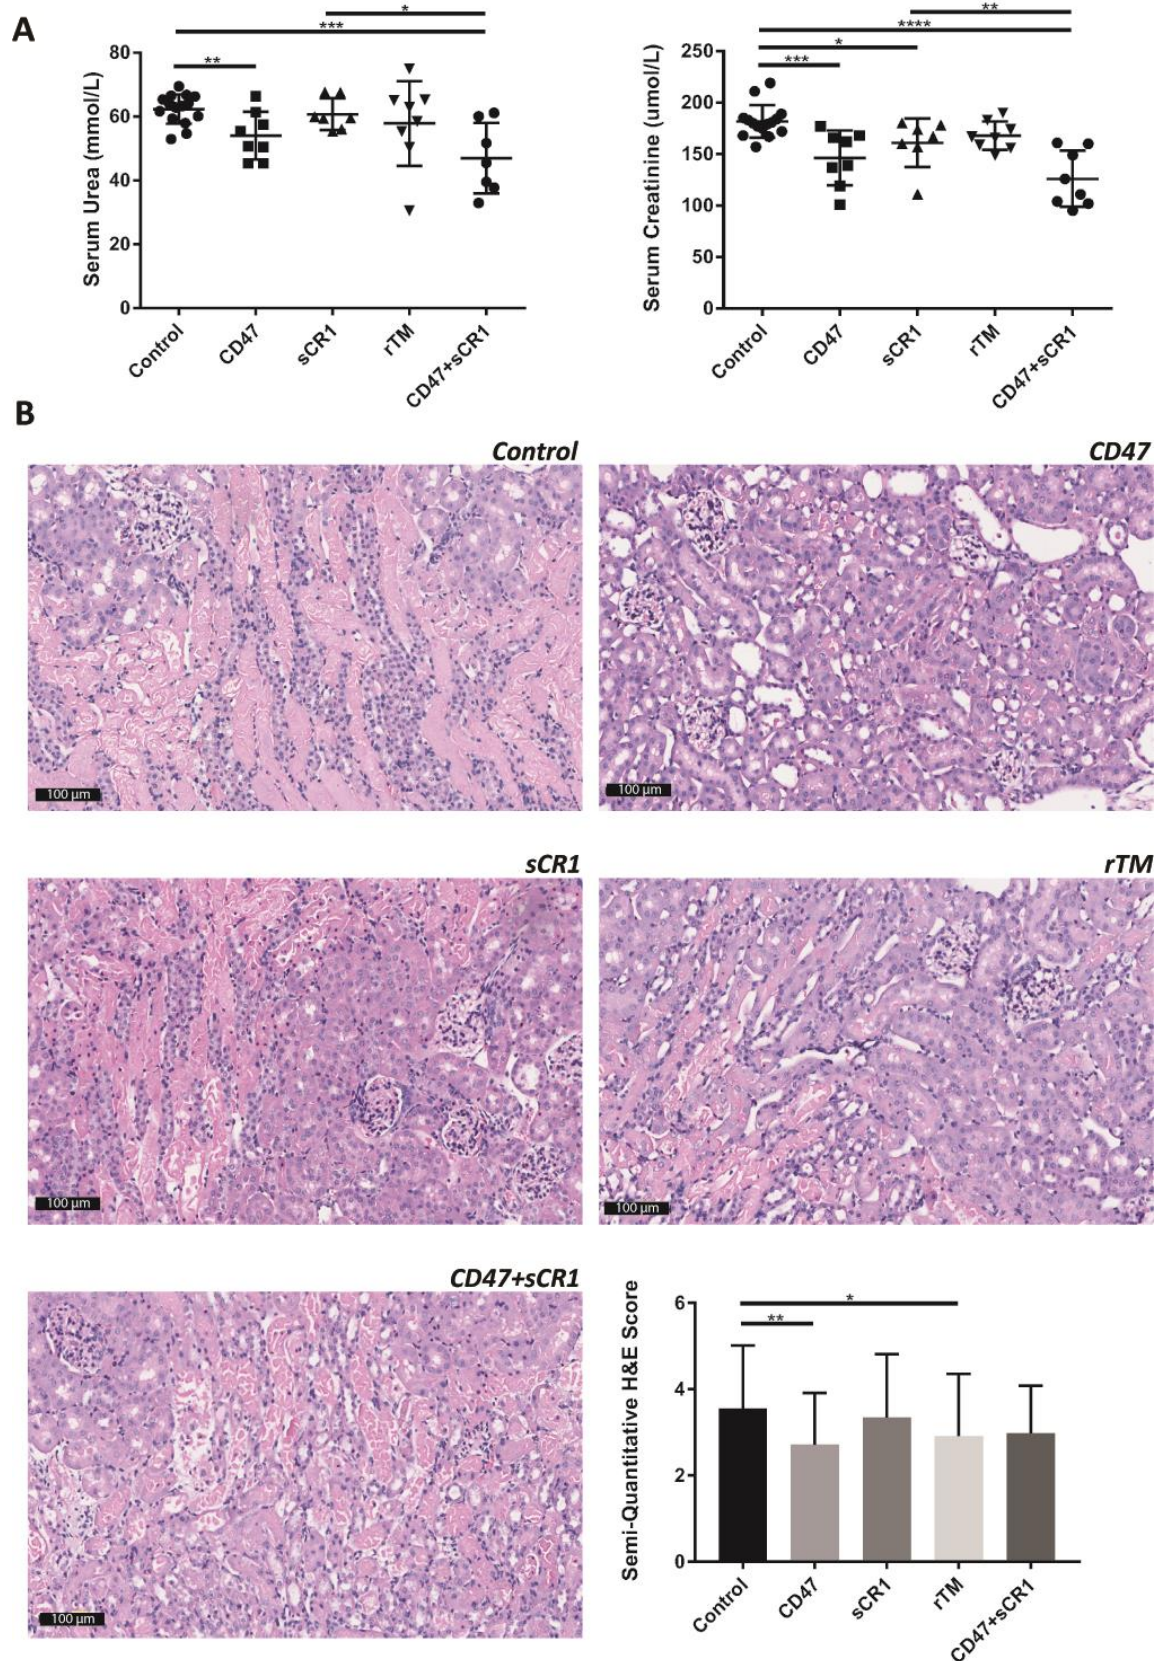 A
*
***
**
Serum Urea (mmol/L)
80
60
40
20
0
Control
CD47
sCR1
rTM
CD47+sCR1
**
****
*
***
Serum Creatinine (umol/L)
250
200
150
100
50
0
Control
CD47
sCR1
rTM
CD47+sCR1
B
Control
CD47
100 µm
100 µm
sCR1
rTM
100 µm
100 µm
CD47+sCR1
100 µm
*
**
Semi-Quantitative H&E Score
6
4
2
0
Control
CD47
sCR1
rTM
CD47+sCR1